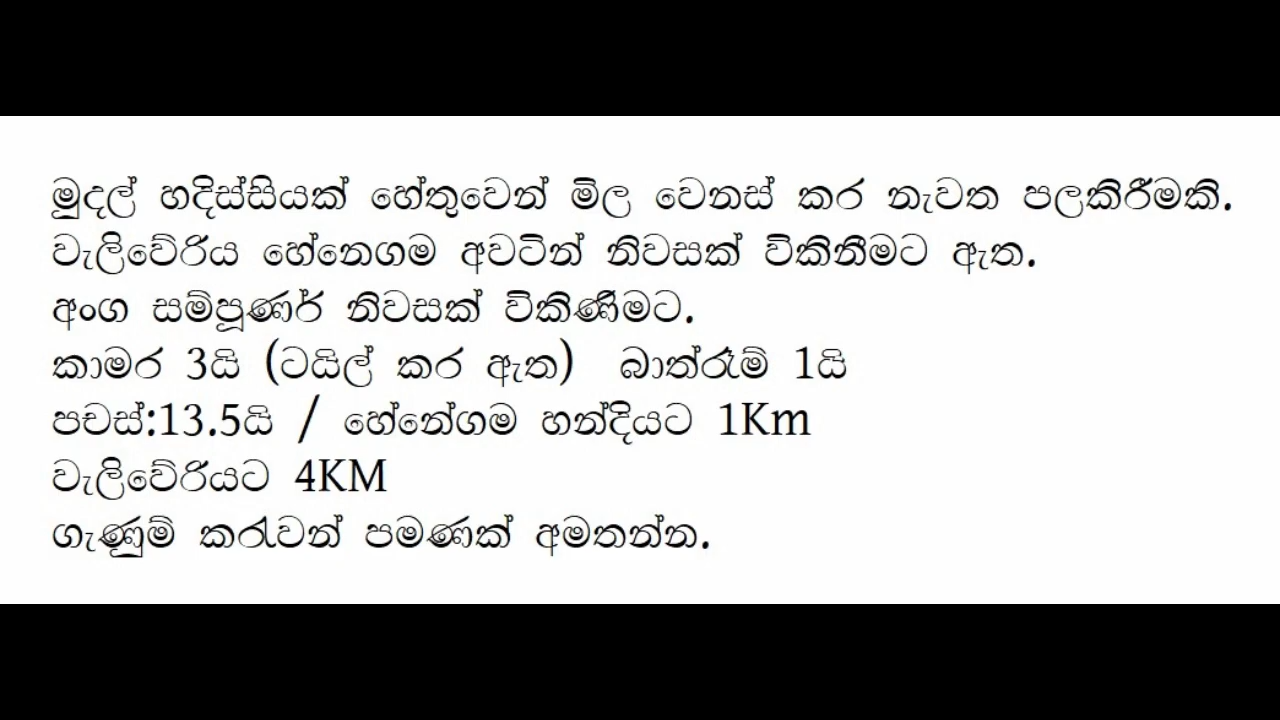 මුදල් හදිස්සියක් හේතුවෙන් මිල වෙනස් කර නැවත පලකිරීමකි.
වැලිවේරිය හේනෙගම අවටින් නිවසක් විකිනීමට ඇත.
අංග සම්පූණර් නිවසක් විකිණිමට.
කාමර 3යි (ටයිල් කර ඇත) බාත්රෑම් 1යි
පචස්:13.5යි / හේනේගම හන්දියට 1Km
වැලිවේරියට 4KM
ගැණුම් කරැවන් පමණක් අමතන්න.